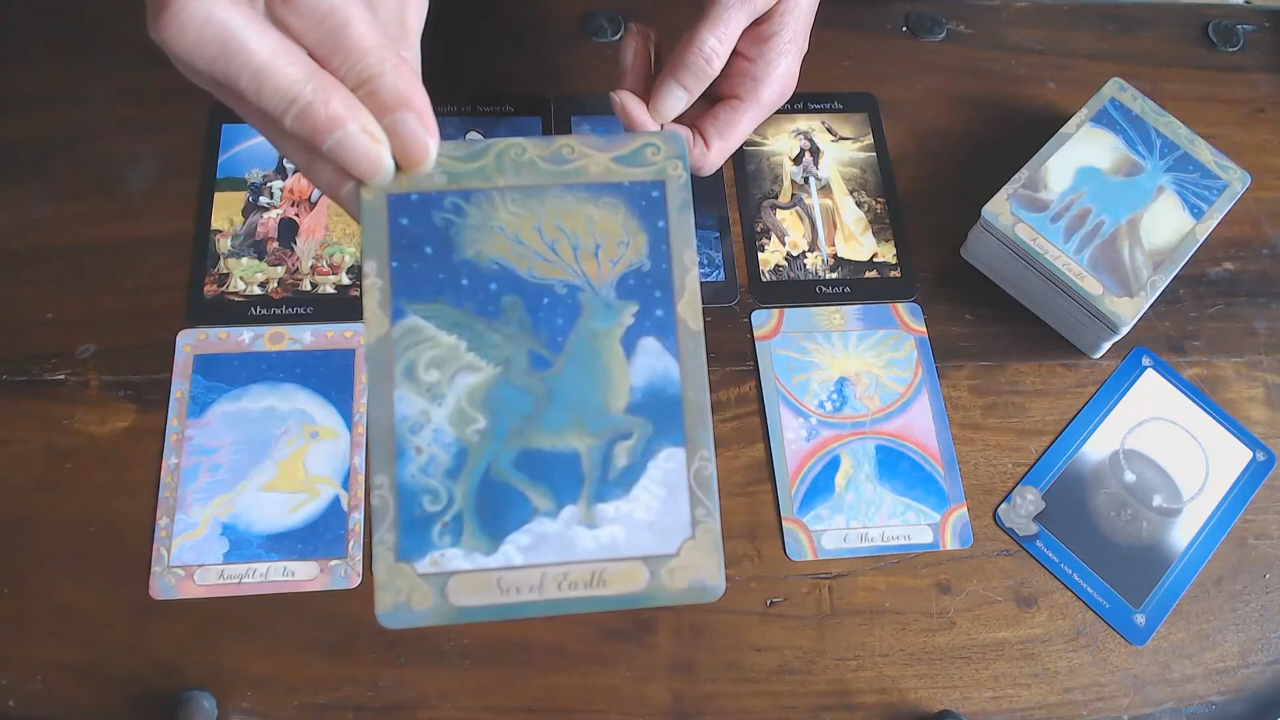 ght of Swords
en of Swords
Abundance
Ostara
King of Earth
Knight of Air
Six of Earth
6 The Lovers
Shadow and Sovereignty